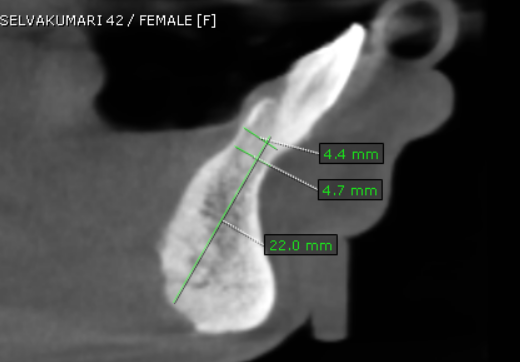 SELVAKUMARI 42 / FEMALE [F]
4.4 mm
4.7 mm
22.0 mm